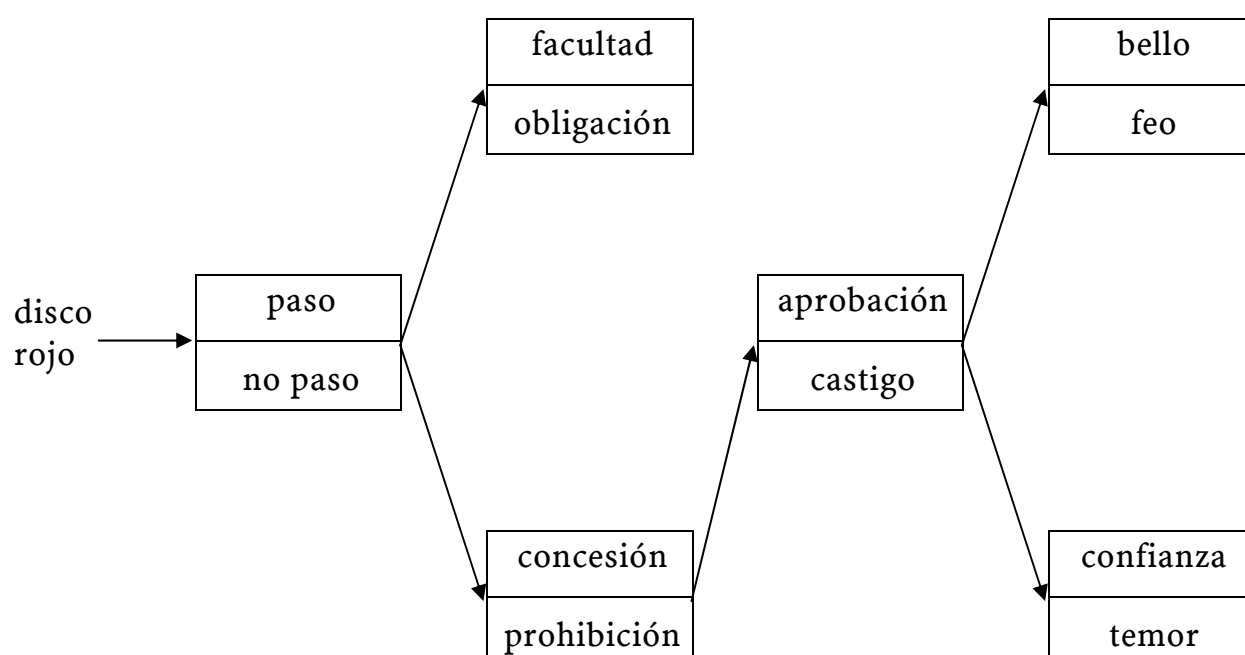 disco
rojo
paso
no paso
facultad
obligación
concesión
prohibición
aprobación
castigo
bello
feo
confianza
temor